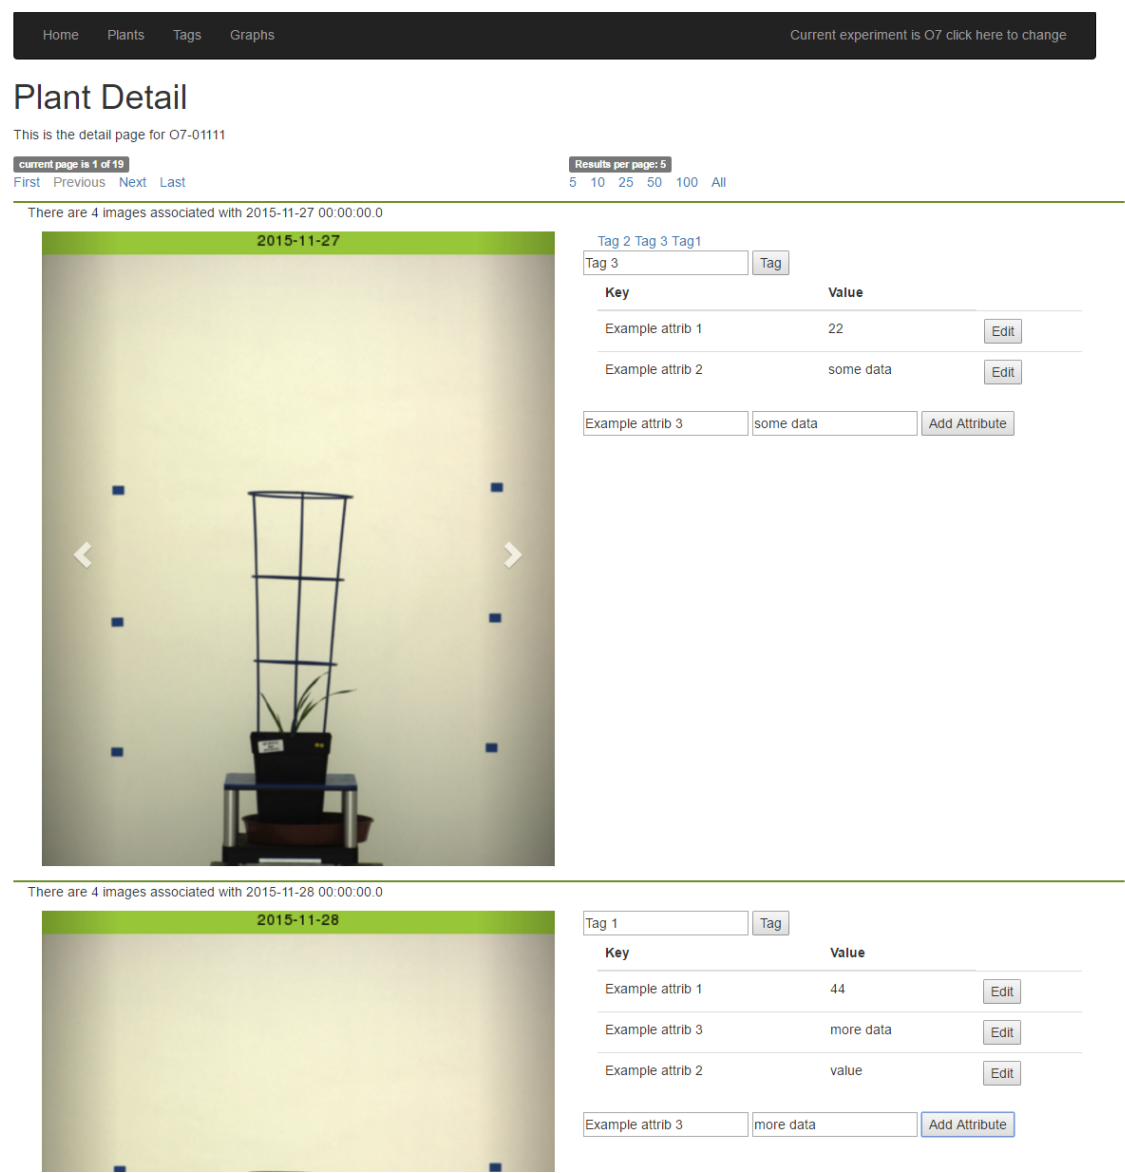 Home Plants Tags Graphs Current experiment is O7 click here to change
Plant Detail
This is the detail page for O7-01111
current page is 1 of 19 Results per page: 5
First Previous Next Last 5 10 25 50 100 All
There are 4 images associated with 2015-11-27 00:00:00.0
2015-11-27
Tag 2 Tag 3 Tag1
Tag 3 Tag
Key Value
Example attrib 1 22 Edit
Example attrib 2 some data Edit
Example attrib 3 some data Add Attribute
There are 4 images associated with 2015-11-28 00:00:00.0
2015-11-28
Tag 1 Tag
Key Value
Example attrib 1 44 Edit
Example attrib 3 more data Edit
Example attrib 2 value Edit
Example attrib 3 more data Add Attribute